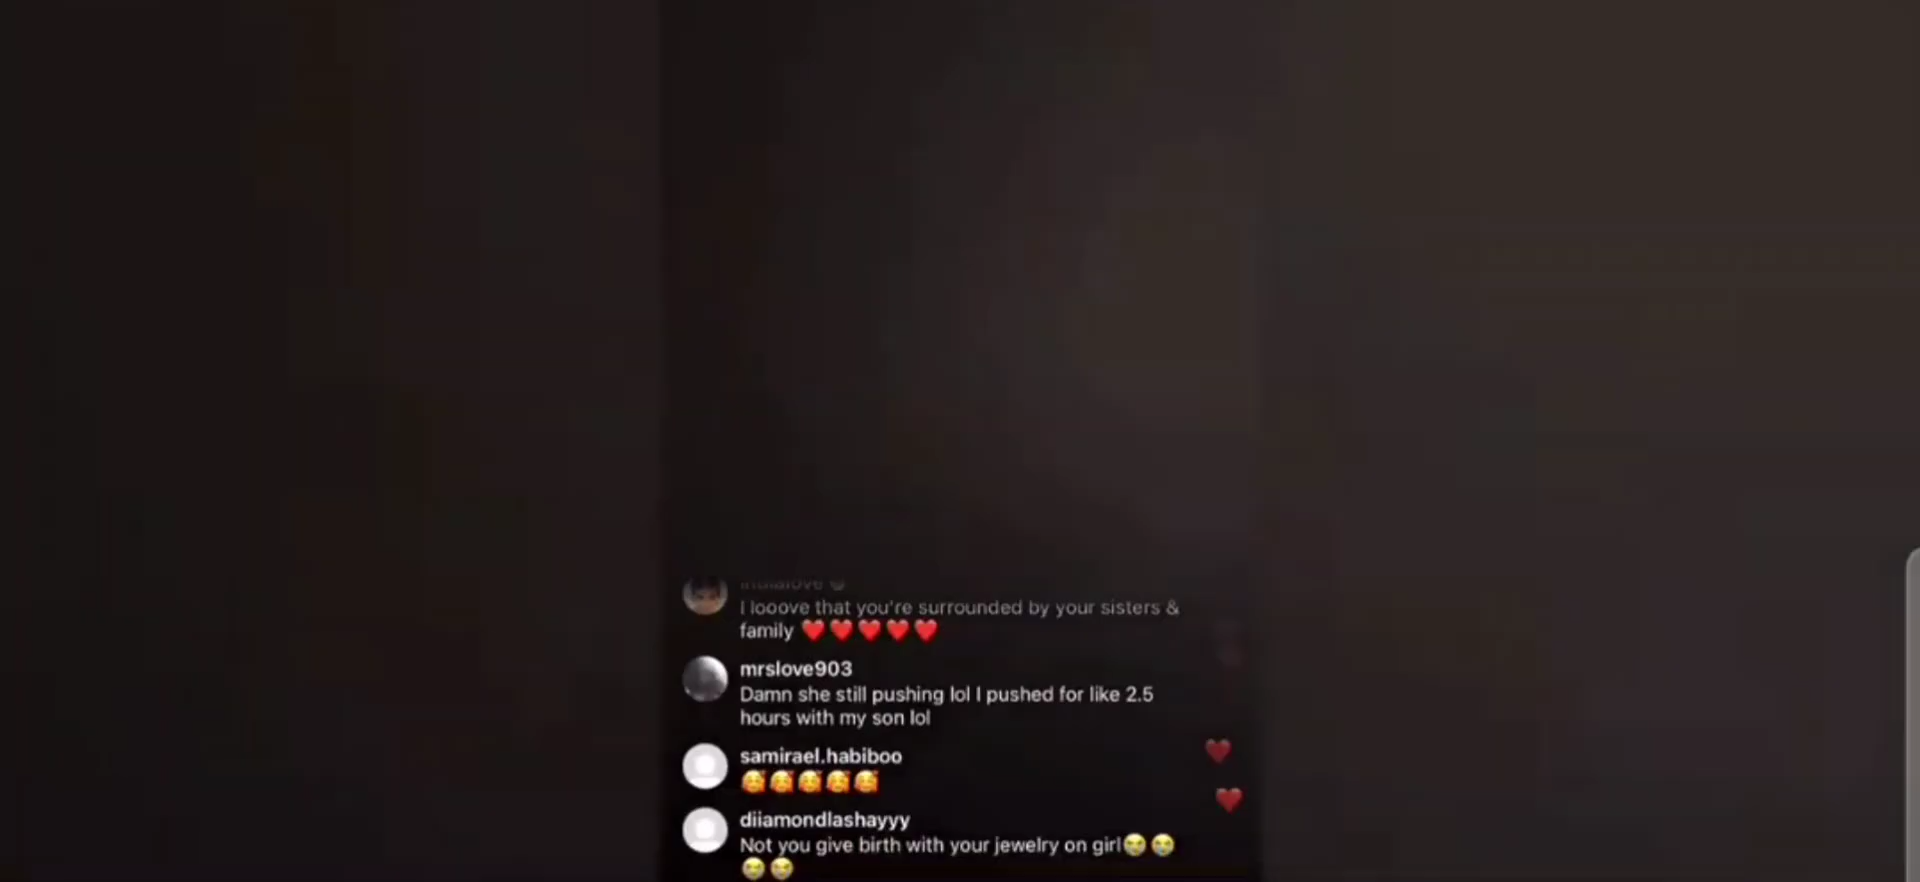 indialove
I looove that you're surrounded by your sisters &
family ❤️❤️❤️❤️❤️
mrslove903
Damn she still pushing lol I pushed for like 2.5
hours with my son lol
samirael.habiboo
🥰🥰🥰🥰🥰
diiamondlashayyy
Not you give birth with your jewelry on girl😭😭
😭😭